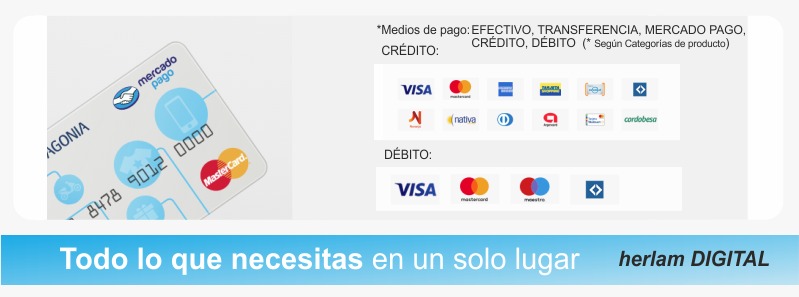 *Medios de pago: EFECTIVO, TRANSFERENCIA, MERCADO PAGO,
CRÉDITO, DÉBITO (* Según Categorías de producto)
CRÉDITO:
VISA
mastercard
nativa
cordobesa
DÉBITO:
VISA
mastercard
maestro
mercado
pago
AGONIA
8478 9012 0000
MasterCard
Todo lo que necesitas en un solo lugar
herlam DIGITAL